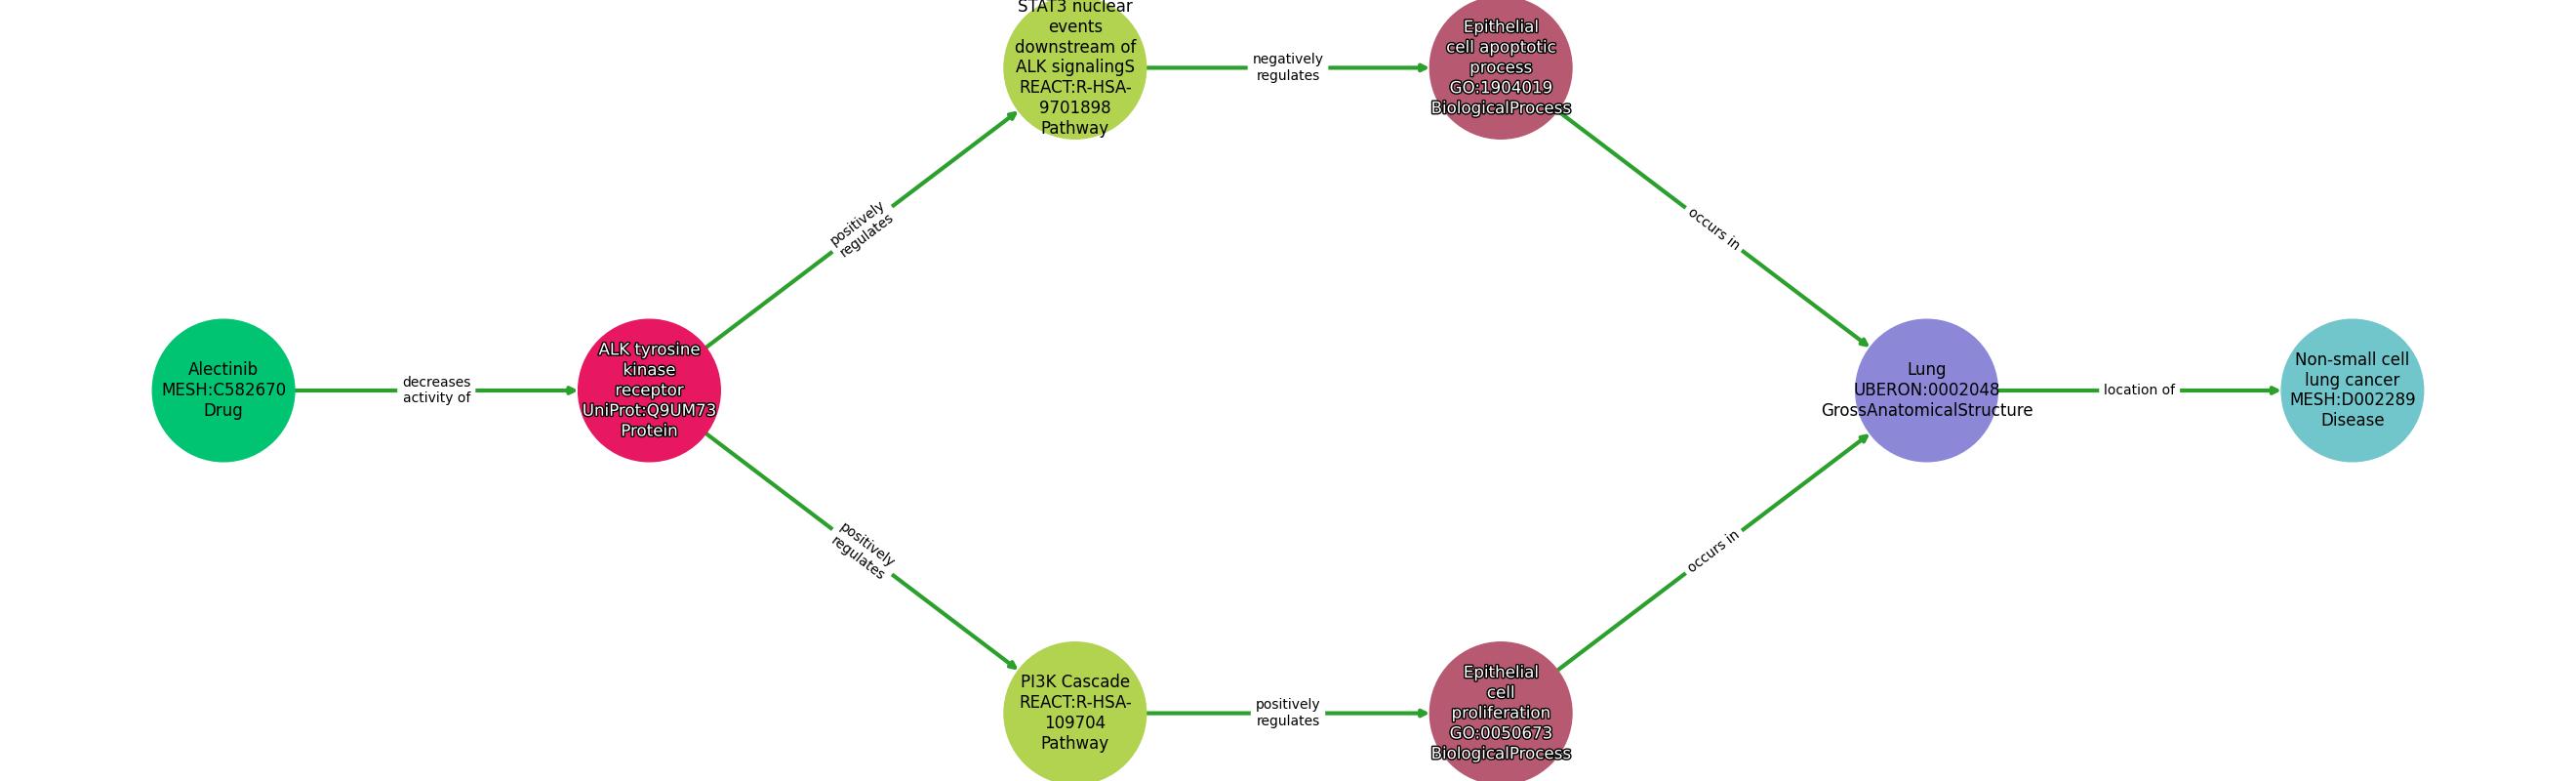 STAT3 nuclear
events
downstream of
ALK signalingS
REACT:R-HSA-
9701898
Pathway
negatively
regulates
Epithelial
cell apoptotic
process
GO:1904019
BiologicalProcess
positively
regulates
occurs in
Alectinib
MESH:C582670
Drug
decreases
activity of
ALK tyrosine
kinase
receptor
UniProt:Q9UM73
Protein
Lung
UBERON:0002048
GrossAnatomicalStructure
location of
Non-small cell
lung cancer
MESH:D002289
Disease
positively
regulates
occurs in
PI3K Cascade
REACT:R-HSA-
109704
Pathway
positively
regulates
Epithelial
cell
proliferation
GO:0050673
BiologicalProcess